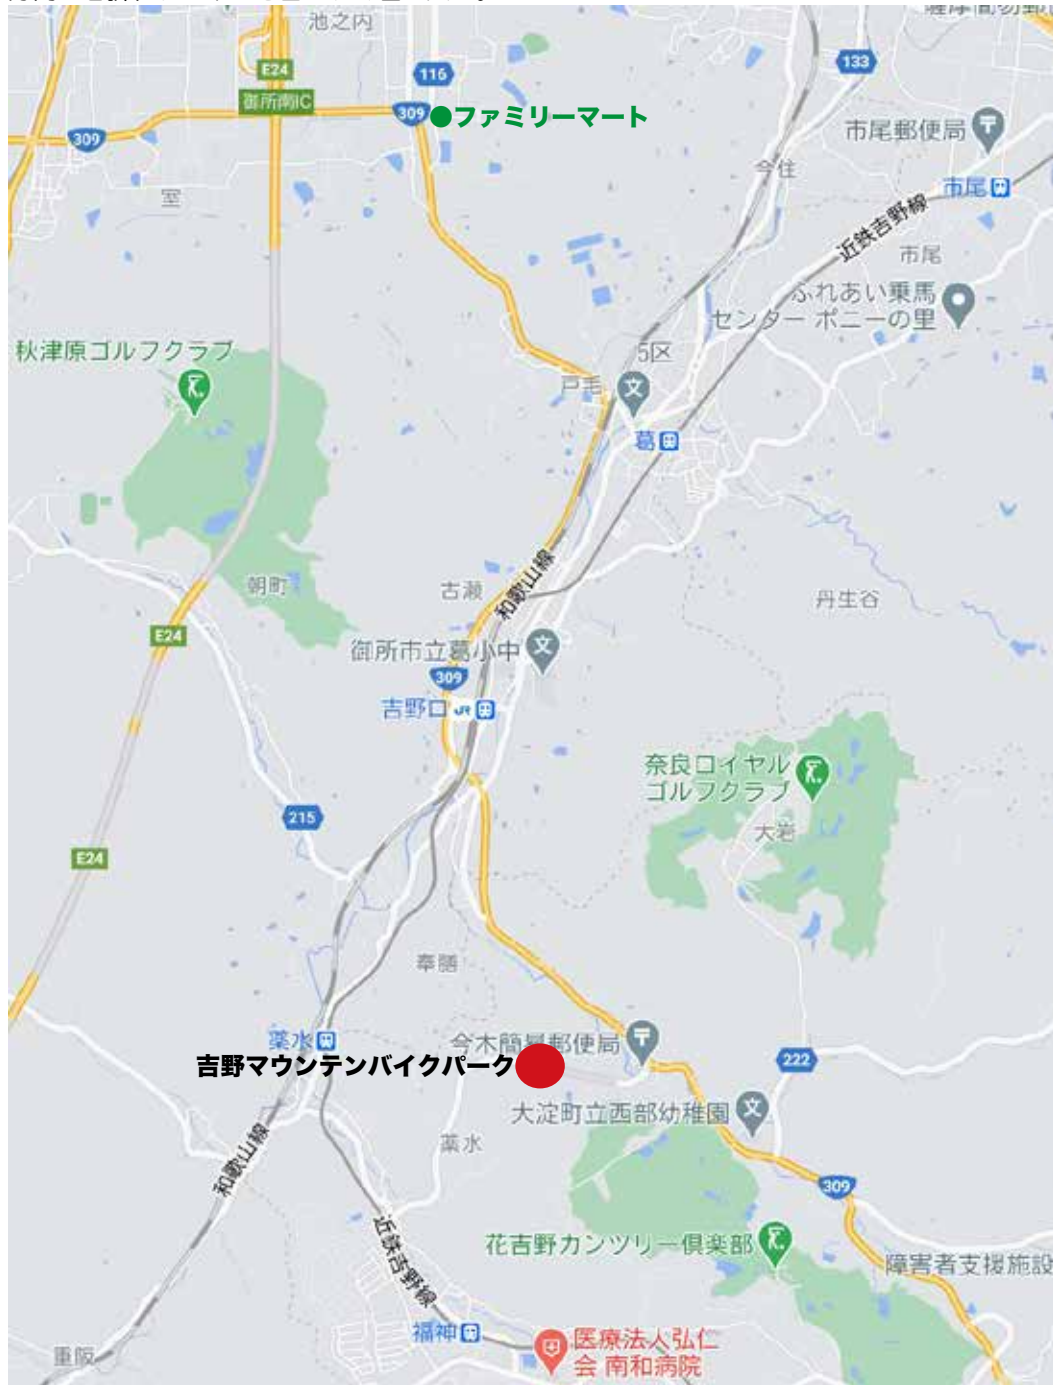 池之内
E24
116
133
御所南IC
309
ファミリーマート
309
市尾郵便局
今住
室
市尾
近鉄吉野線
市尾
ふれあい乗馬
センター ポニーの里
秋津原ゴルフクラブ
5区
戸毛
文
葛
和歌山線
朝町
古瀬
丹生谷
E24
御所市立葛小中
文
309
吉野口
JR
奈良ロイヤル
ゴルフクラブ
215
大岩
E24
奉膳
薬水
今木簡易郵便局
222
吉野マウンテンバイクパーク
大淀町立西部幼稚園
文
薬水
和歌山線
309
近鉄吉野線
花吉野カンツリー倶楽部
障害者支援施設
福神
医療法人弘仁
会 南和病院
重阪